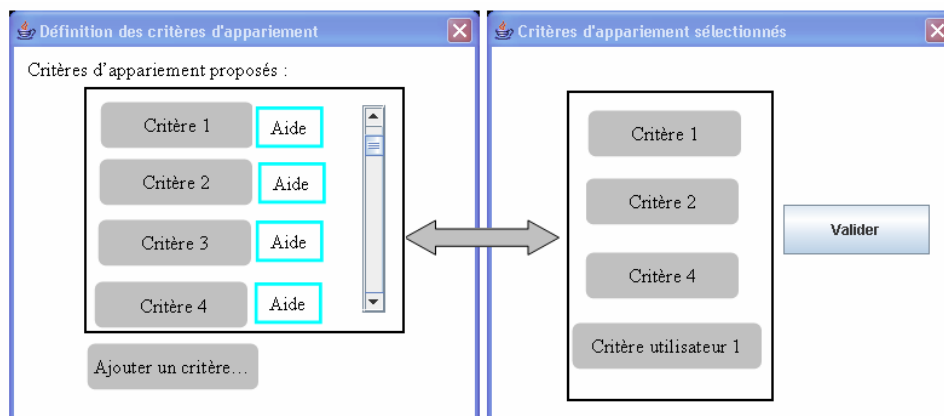 Définition des critères d'appariement
Critères d'appariement proposés :
Critère 1
Aide
Critère 2
Aide
Critère 3
Aide
Critère 4
Aide
Ajouter un critère...
Critères d'appariement sélectionnés
Critère 1
Critère 2
Critère 4
Critère utilisateur 1
Valider